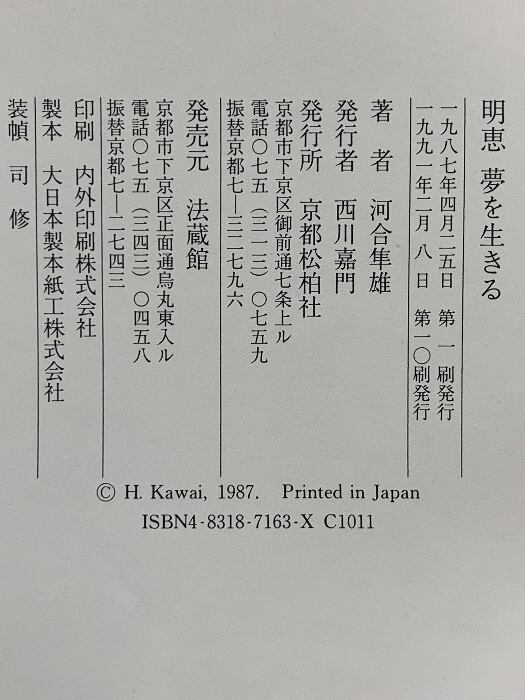 明恵 夢を生きる
一九八七年四月二五日 第一刷発行
一九九一年二月八日 第一〇刷発行
著者 河合隼雄
発行者 西川嘉門
発行所 京都松柏社
京都市下京区御前通七条上ル
電話〇七五(三一三)〇七五九
振替京都七―三二七九六
発売元 法蔵館
京都市下京区正面通烏丸東入ル
電話〇七五(三四三)〇四五八
振替京都七―二七四三
印刷 内外印刷株式会社
製本 大日本製本紙工株式会社
装幀 司修
© H. Kawai, 1987. Printed in Japan
ISBN4-8318-7163-X C1011